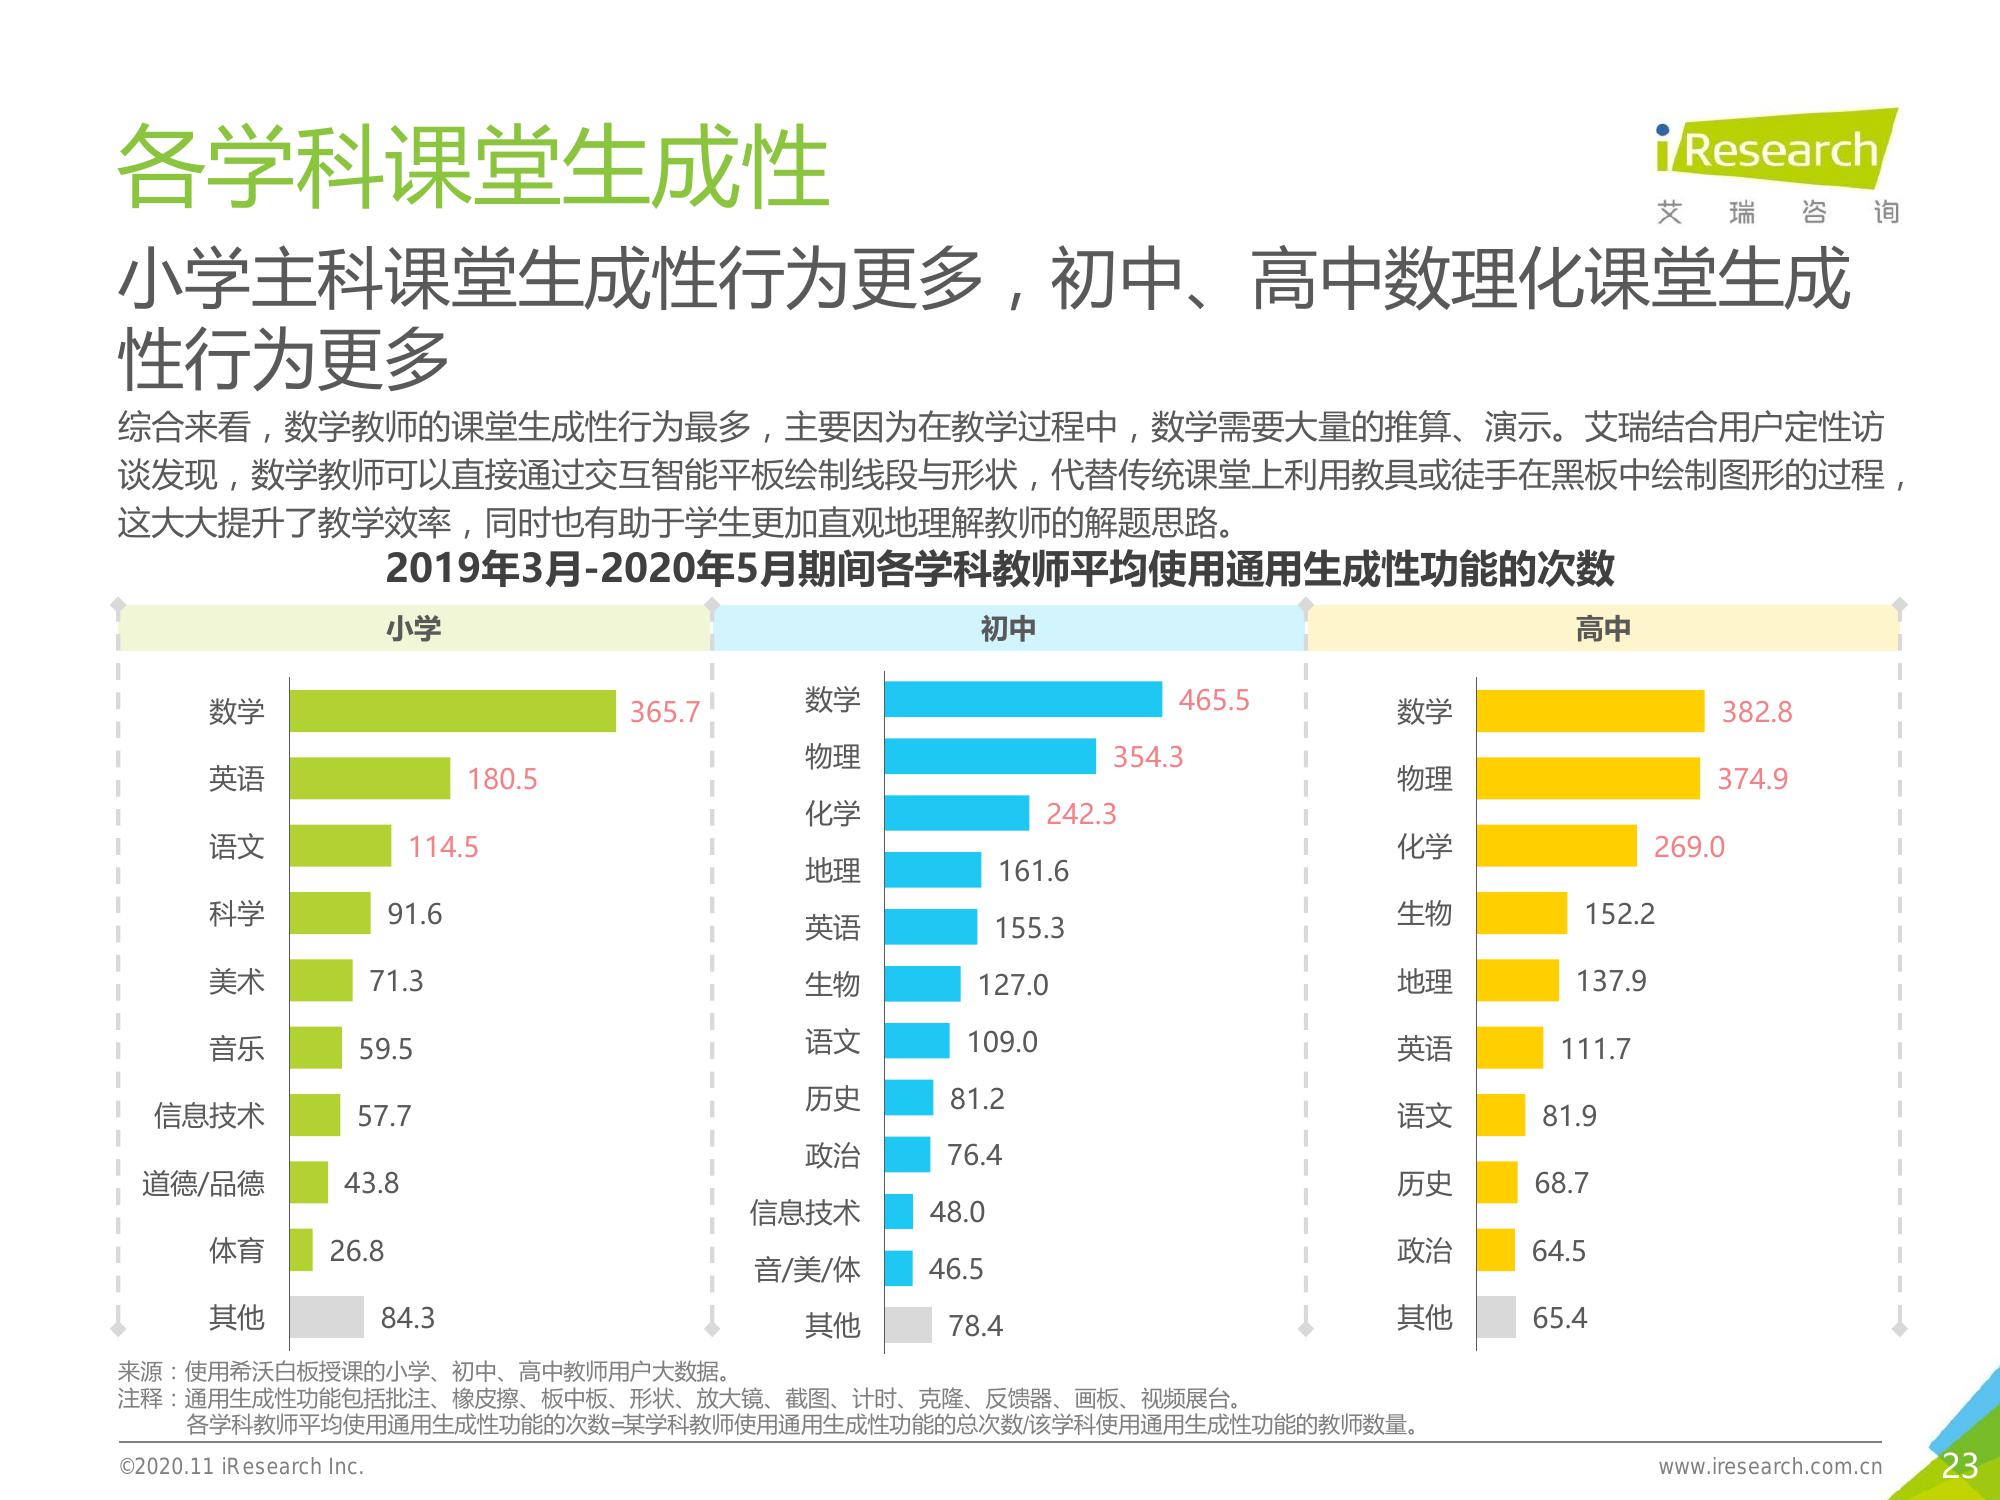 各学科课堂生成性
iResearch
艾瑞咨询
小学主科课堂生成性行为更多，初中、高中数理化课堂生成
性行为更多
综合来看，数学教师的课堂生成性行为最多，主要因为在教学过程中，数学需要大量的推算、演示。艾瑞结合用户定性访
谈发现，数学教师可以直接通过交互智能平板绘制线段与形状，代替传统课堂上利用教具或徒手在黑板中绘制图形的过程，
这大大提升了教学效率，同时也有助于学生更加直观地理解教师的解题思路。
2019年3月-2020年5月期间各学科教师平均使用通用生成性功能的次数
小学
数学 365.7
英语 180.5
语文 114.5
科学 91.6
美术 71.3
音乐 59.5
信息技术 57.7
道德/品德 43.8
体育 26.8
其他 84.3
初中
数学 465.5
物理 354.3
化学 242.3
地理 161.6
英语 155.3
生物 127.0
语文 109.0
历史 81.2
政治 76.4
信息技术 48.0
音/美/体 46.5
其他 78.4
高中
数学 382.8
物理 374.9
化学 269.0
生物 152.2
地理 137.9
英语 111.7
语文 81.9
历史 68.7
政治 64.5
其他 65.4
来源：使用希沃白板授课的小学、初中、高中教师用户大数据。
注释：通用生成性功能包括批注、橡皮擦、板中板、形状、放大镜、截图、计时、克隆、反馈器、画板、视频展台。
各学科教师平均使用通用生成性功能的次数=某学科教师使用通用生成性功能的总次数/该学科使用通用生成性功能的教师数量。
©2020.11 iResearch Inc.
www.iresearch.com.cn
23